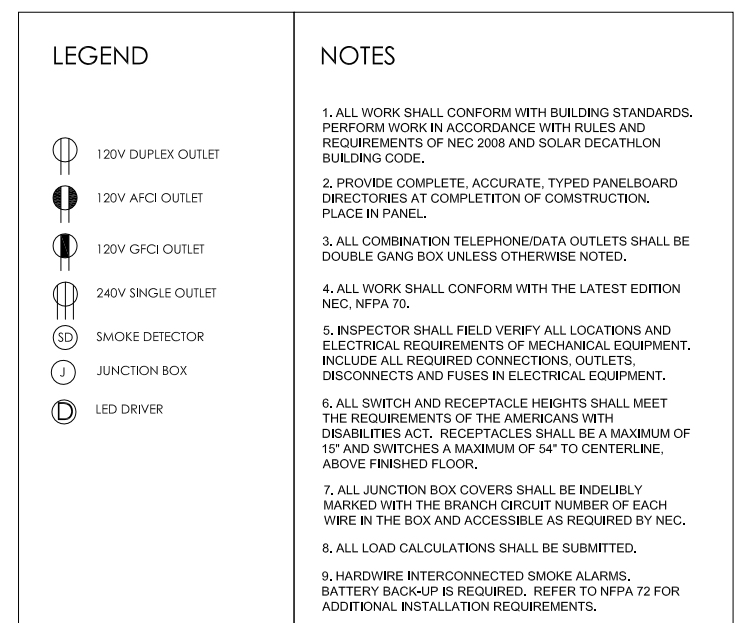 LEGEND
120V DUPLEX OUTLET
120V AFCI OUTLET
120V GFCI OUTLET
240V SINGLE OUTLET
SD SMOKE DETECTOR
J JUNCTION BOX
D LED DRIVER
NOTES
1. ALL WORK SHALL CONFORM WITH BUILDING STANDARDS.
PERFORM WORK IN ACCORDANCE WITH RULES AND
REQUIREMENTS OF NEC 2008 AND SOLAR DECATHLON
BUILDING CODE.
2. PROVIDE COMPLETE, ACCURATE, TYPED PANELBOARD
DIRECTORIES AT COMPLETITON OF COMSTRUCTION.
PLACE IN PANEL.
3. ALL COMBINATION TELEPHONE/DATA OUTLETS SHALL BE
DOUBLE GANG BOX UNLESS OTHERWISE NOTED.
4. ALL WORK SHALL CONFORM WITH THE LATEST EDITION
NEC, NFPA 70.
5. INSPECTOR SHALL FIELD VERIFY ALL LOCATIONS AND
ELECTRICAL REQUIREMENTS OF MECHANICAL EQUIPMENT.
INCLUDE ALL REQUIRED CONNECTIONS, OUTLETS,
DISCONNECTS AND FUSES IN ELECTRICAL EQUIPMENT.
6. ALL SWITCH AND RECEPTACLE HEIGHTS SHALL MEET
THE REQUIREMENTS OF THE AMERICANS WITH
DISABILITIES ACT. RECEPTACLES SHALL BE A MAXIMUM OF
15" AND SWITCHES A MAXIMUM OF 54" TO CENTERLINE,
ABOVE FINISHED FLOOR.
7. ALL JUNCTION BOX COVERS SHALL BE INDELIBLY
MARKED WITH THE BRANCH CIRCUIT NUMBER OF EACH
WIRE IN THE BOX AND ACCESSIBLE AS REQUIRED BY NEC.
8. ALL LOAD CALCULATIONS SHALL BE SUBMITTED.
9. HARDWIRE INTERCONNECTED SMOKE ALARMS.
BATTERY BACK-UP IS REQUIRED. REFER TO NFPA 72 FOR
ADDITIONAL INSTALLATION REQUIREMENTS.